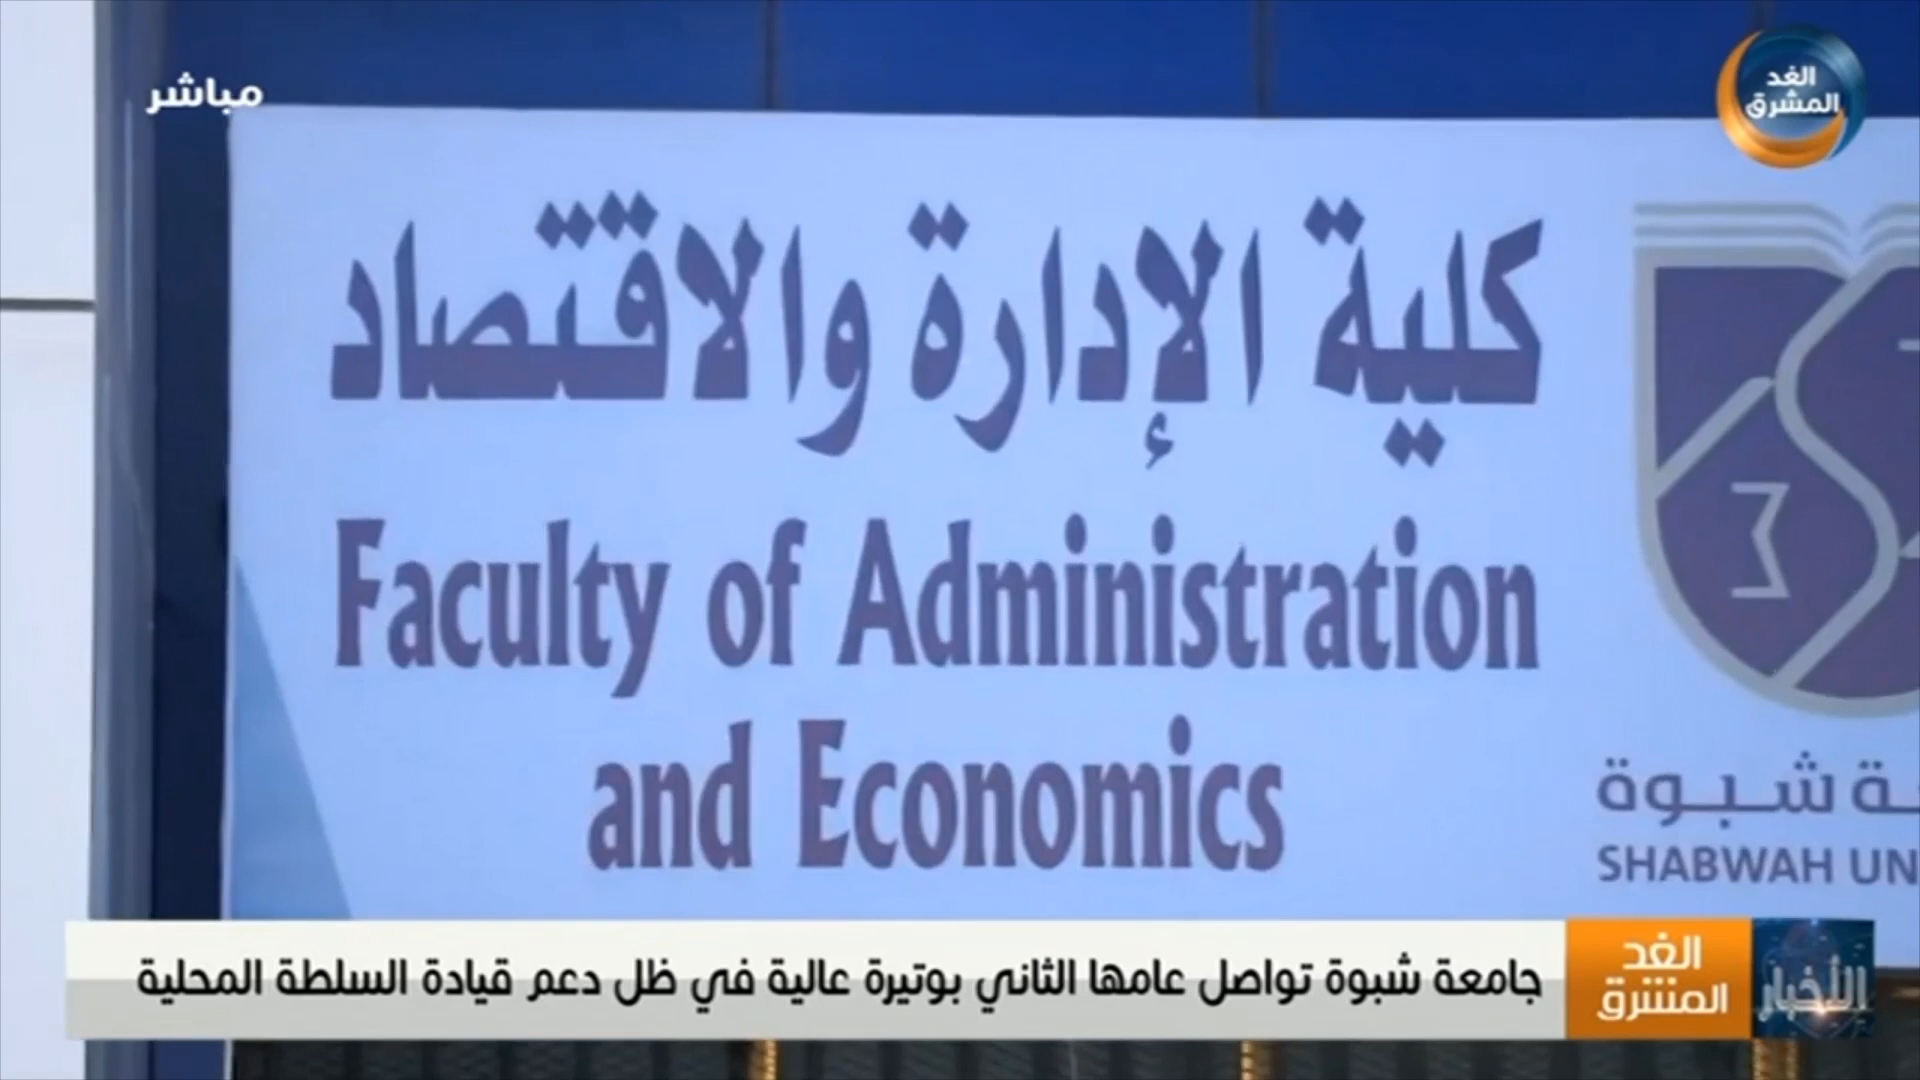 مباشر
الغد
المشرق
كلية الإدارة والاقتصاد
Faculty of Administration
and Economics
شبوة
SHABWAH
جامعة شبوة تواصل عامها الثاني بوتيرة عالية في ظل دعم قيادة السلطة المحلية
الغد
المشرق
الأخبار